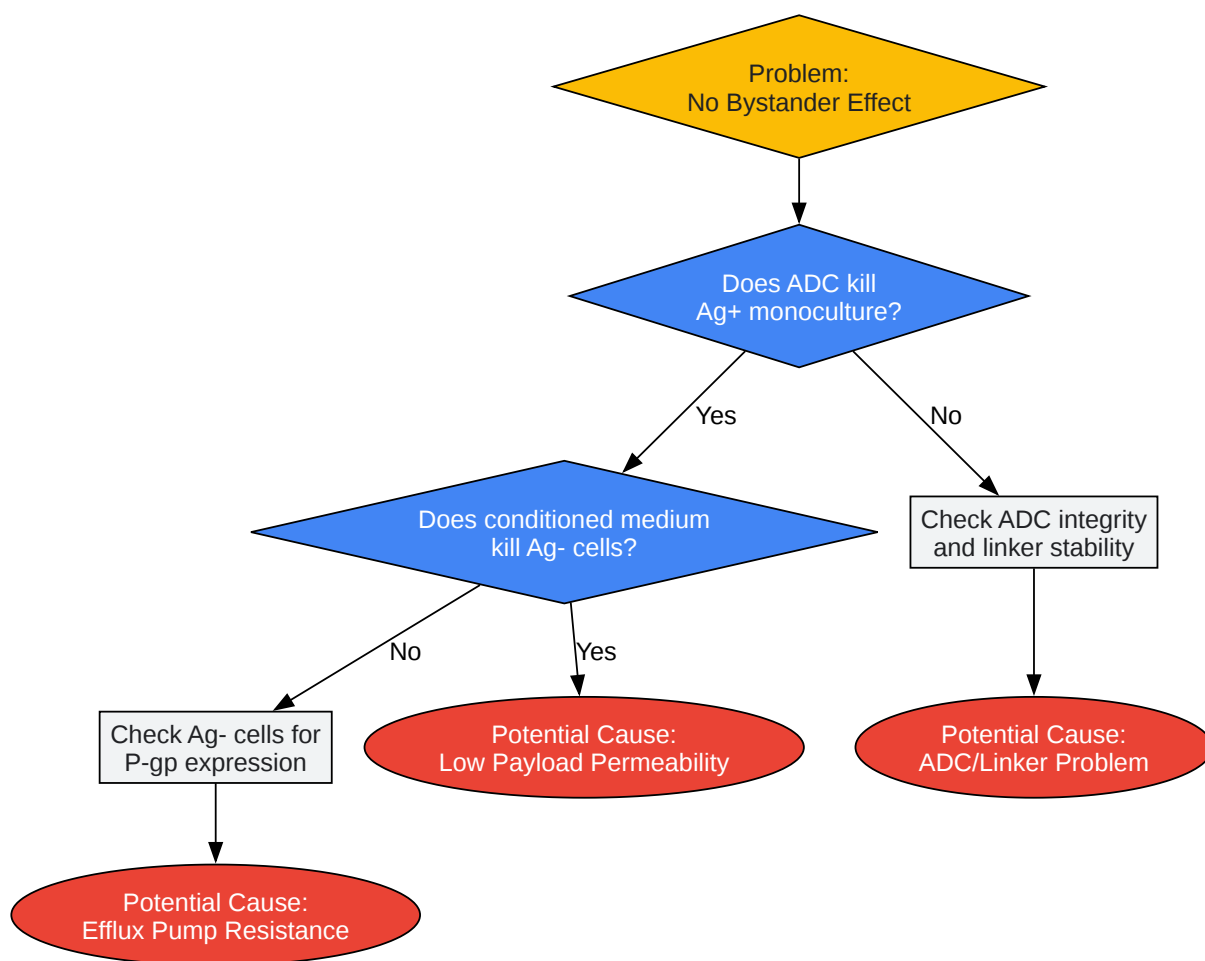 Problem:
No Bystander Effect
Does ADC kill
Ag+ monoculture?
Yes
No
Does conditioned medium
kill Ag- cells?
Check ADC integrity
and linker stability
No
Yes
Check Ag- cells for
P-gp expression
Potential Cause:
Low Payload Permeability
Potential Cause:
ADC/Linker Problem
Potential Cause:
Efflux Pump Resistance